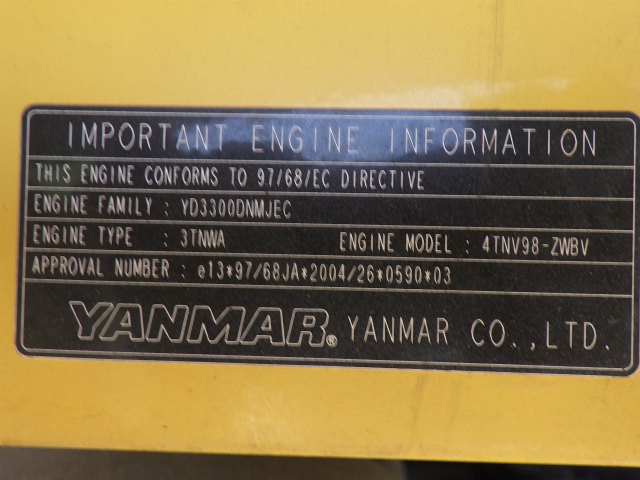 IMPORTANT ENGINE INFORMATION
THIS ENGINE CONFORMS TO 97/68/EC DIRECTIVE
ENGINE FAMILY : YD3300DNMJEC
ENGINE TYPE : 3TNWA ENGINE MODEL : 4TNV98-ZWBV
APPROVAL NUMBER : e13*97/68JA*2004/26*0590*03
YANMAR® YANMAR CO.,LTD.